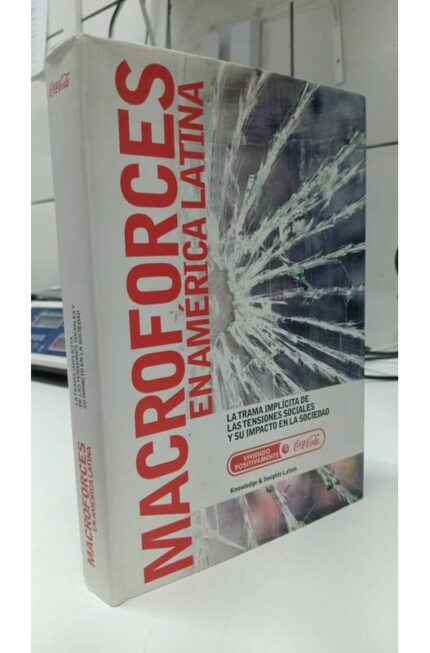 Coca-Cola
LA TRAMA IMPLÍCITA
DE LAS TENSIONES SOCIALES Y
SU IMPACTO EN LA SOCIEDAD
MACROFORCES
EN AMÉRICA LATINA
MACROFORCES
EN AMÉRICA LATINA
LA TRAMA IMPLÍCITA DE
LAS TENSIONES SOCIALES
Y SU IMPACTO EN LA SOCIEDAD
VIVIENDO
POSITIVAMENTE
Coca-Cola
Knowledge & Insights Latam